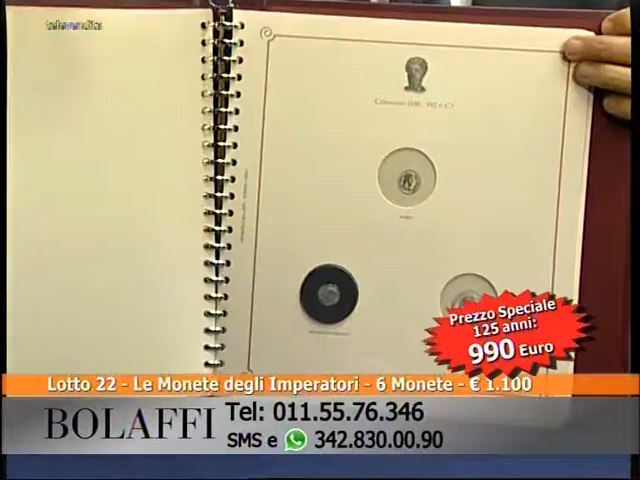 televendita
Prezzo Speciale
125 anni:
990 Euro
Lotto 22 - Le Monete degli Imperatori - 6 Monete - € 1.100
BOLAFFI
Tel: 011.55.76.346
SMS e 342.830.00.90